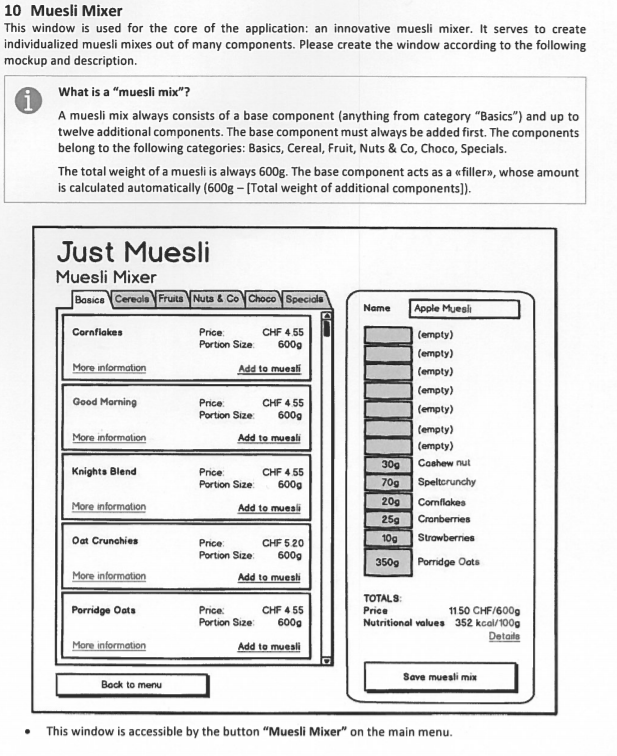 10 Muesli Mixer
This window is used for the core of the application: an innovative muesli mixer. It serves to create
individualized muesli mixes out of many components. Please create the window according to the following
mockup and description.
What is a “muesli mix”?
A muesli mix always consists of a base component (anything from category “Basics”) and up to
twelve additional components. The base component must always be added first. The components
belong to the following categories: Basics, Cereal, Fruit, Nuts & Co, Choco, Specials.
The total weight of a muesli is always 600g. The base component acts as a «filler», whose amount
is calculated automatically (600g – [Total weight of additional components]).
Just Muesli
Muesli Mixer
Basics Cereals Fruits Nuts & Co Choco Specials
Cornflakes Price: CHF 4.55
Portion Size: 600g
More information Add to muesli
Good Morning Price: CHF 4.55
Portion Size: 600g
More information Add to muesli
Knights Blend Price: CHF 4.55
Portion Size: 600g
More information Add to muesli
Oat Crunchies Price: CHF 5.20
Portion Size: 600g
More information Add to muesli
Porridge Oats Price: CHF 4.55
Portion Size: 600g
More information Add to muesli
Back to menu
Name Apple Muesli
(empty)
(empty)
(empty)
(empty)
(empty)
(empty)
(empty)
30g Cashew nut
70g Speltcrunchy
20g Cornflakes
25g Cranberries
10g Strawberries
350g Porridge Oats
TOTALS:
Price 11.50 CHF/600g
Nutritional values 352 kcal/100g
Details
Save muesli mix
• This window is accessible by the button “Muesli Mixer” on the main menu.